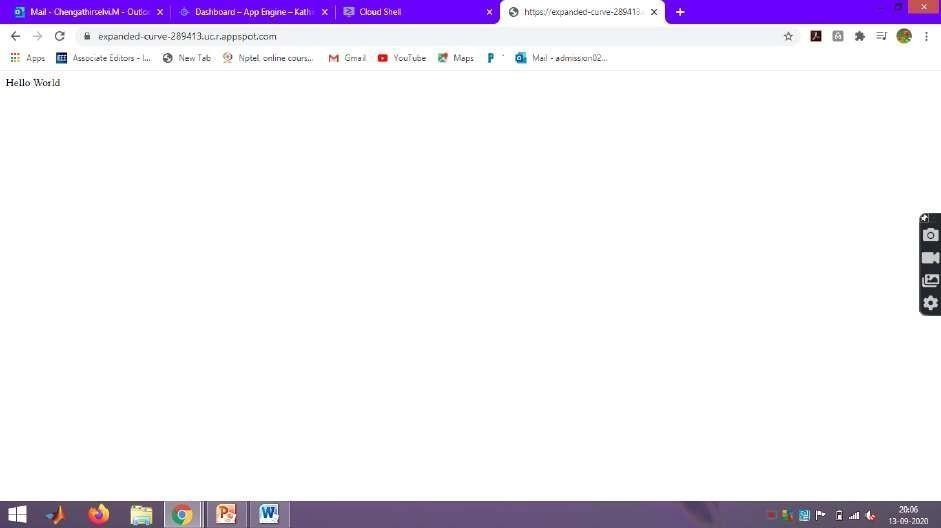 Mail - Chengathirselvi.M - Outlo
Dashboard – App Engine – Kath
Cloud Shell
https://expanded-curve-289413.
expanded-curve-289413.uc.r.appspot.com
Apps
Associate Editors - I...
New Tab
Nptel, online cours...
Gmail
YouTube
Maps
Mail - admission02...
Hello World
20:06
13-09-2020